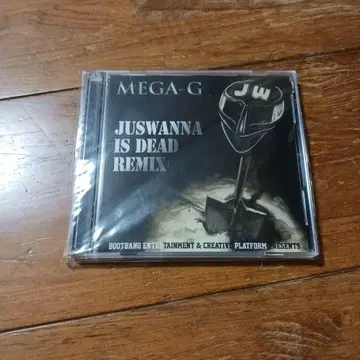 MEGA-G
JW
JUSWANNA
IS DEAD
REMIX
BOOTBANG ENTERTAINMENT & CREATIVE PLATFORM PRESENTS